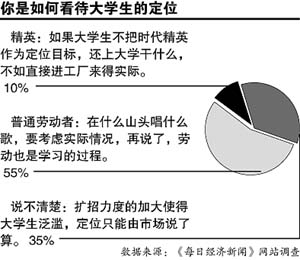 你是如何看待大学生的定位
精英：如果大学生不把时代精英
作为定位目标，还上大学干什么，
不如直接进工厂来得实际。
10%
普通劳动者：在什么山头唱什么
歌，要考虑实际情况，再说了，劳
动也是学习的过程。
55%
说不清楚：扩招力度的加大使得
大学生泛滥，定位只能由市场说了
算。35%
数据来源：《每日经济新闻》网站调查